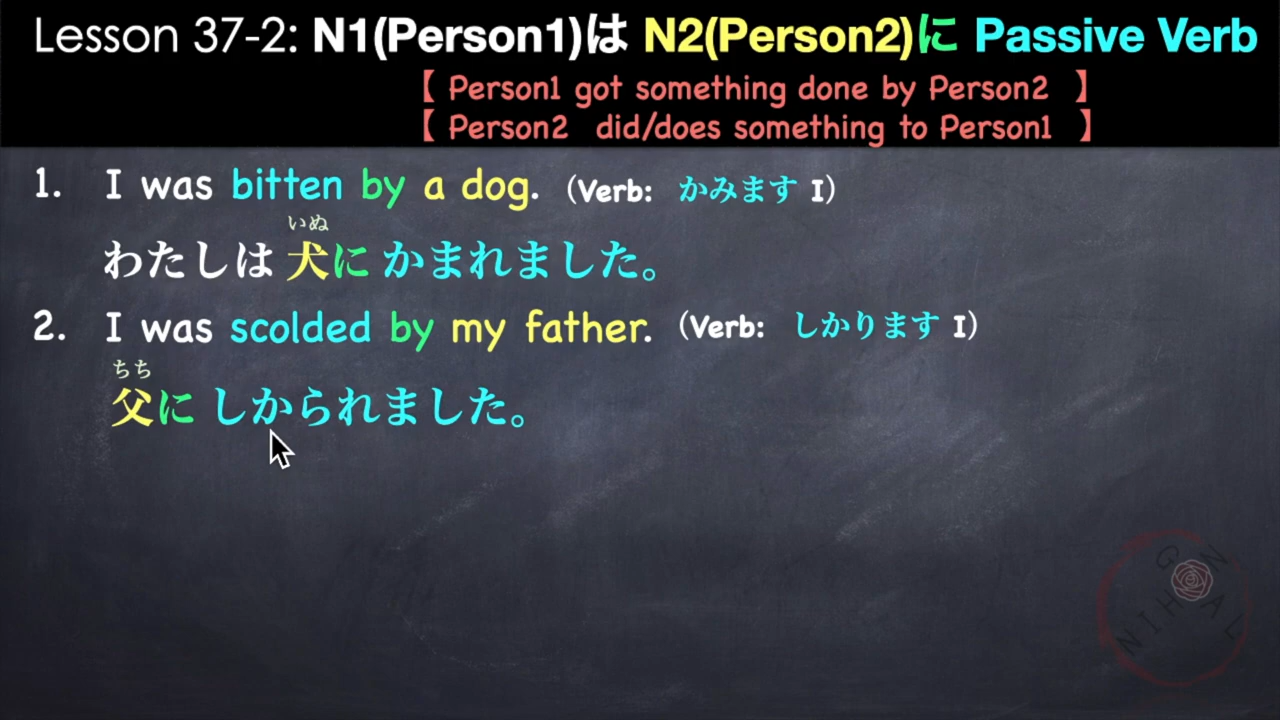 Lesson 37-2: N1(Person1)は N2(Person2)に Passive Verb
【 Person1 got something done by Person2 】
【 Person2 did/does something to Person1 】
1. I was bitten by a dog. (Verb: かみます I)
いぬ
わたしは 犬に かまれました。
2. I was scolded by my father. (Verb: しかります I)
ちち
父に しかられました。
NIHONGOAL